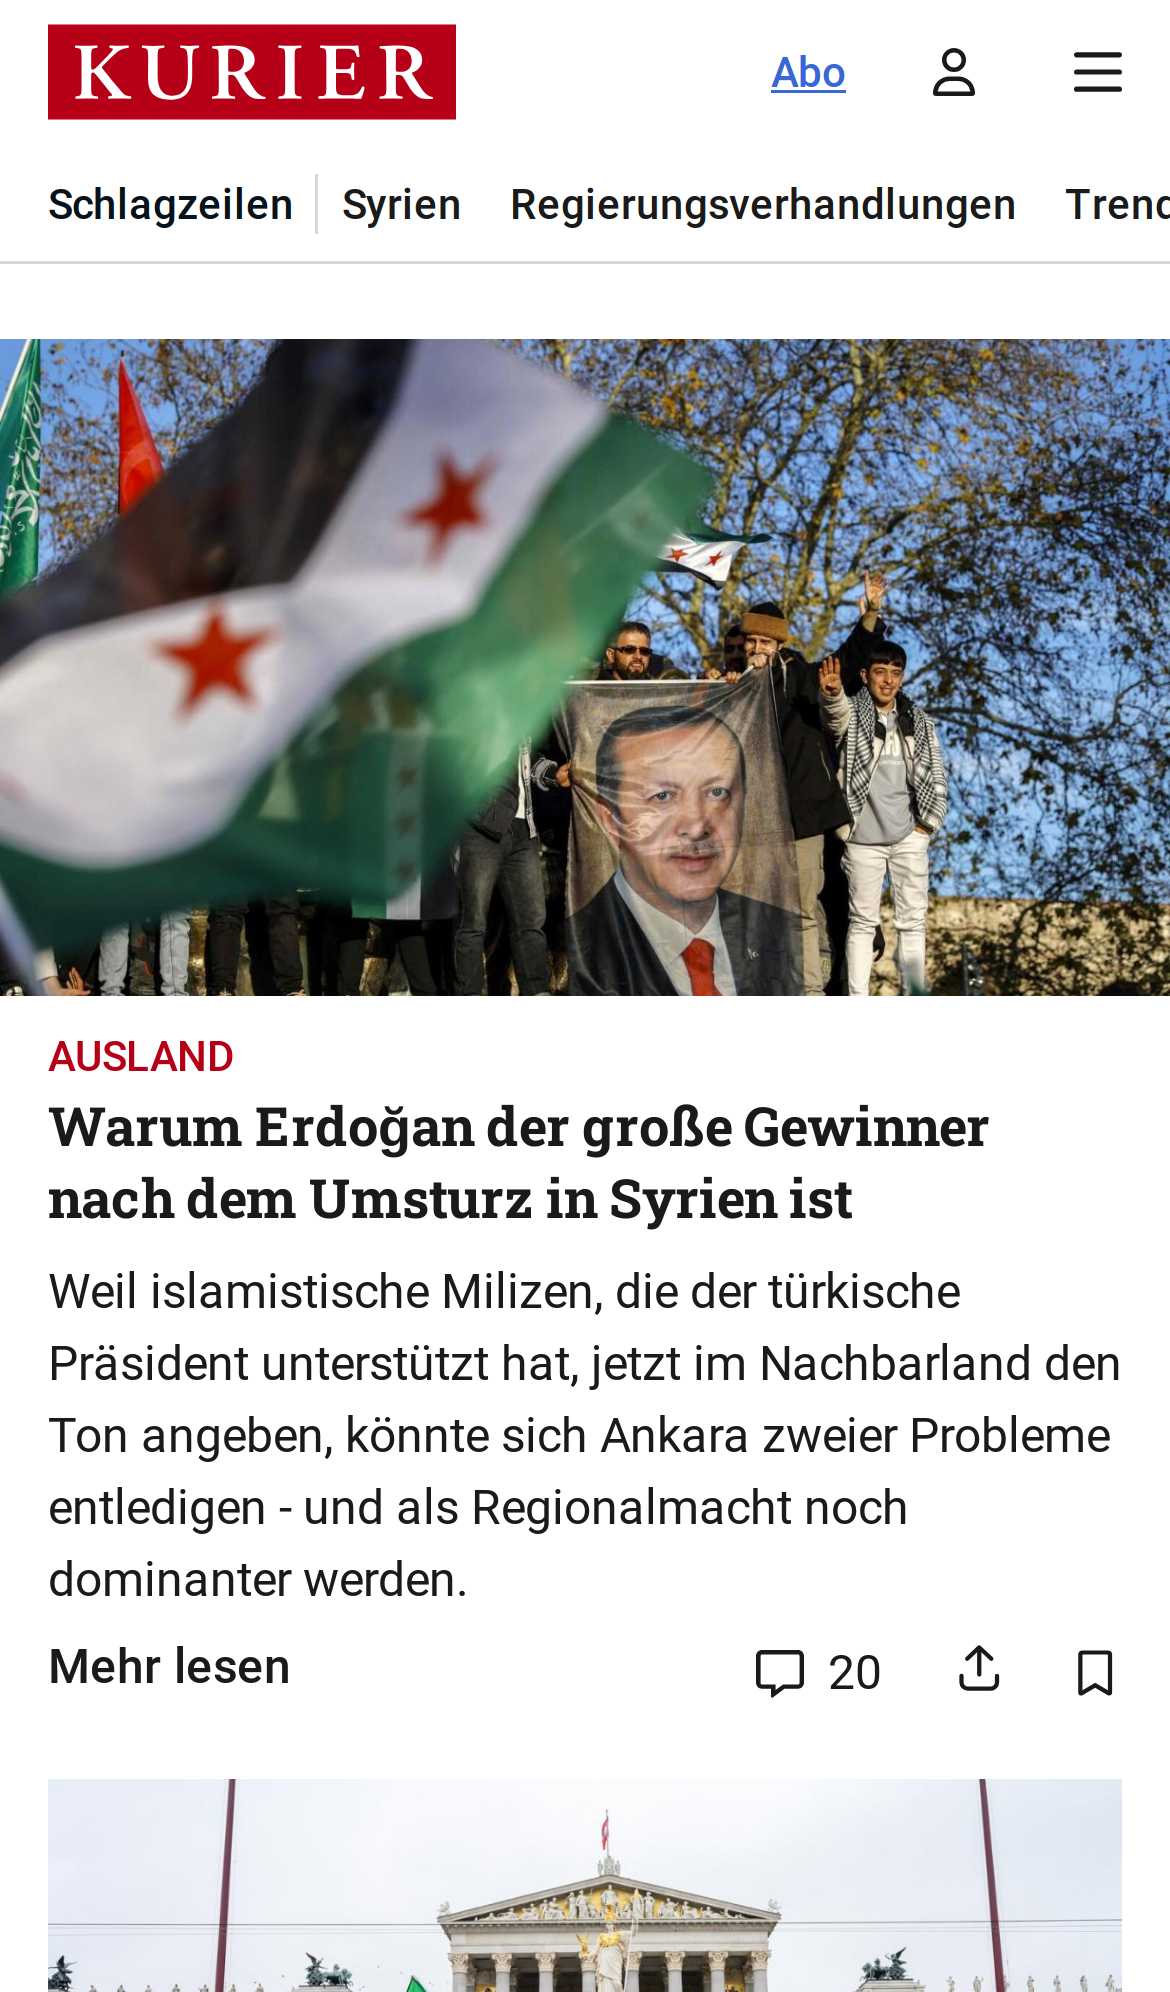 KURIER
Abo
Schlagzeilen
Syrien
Regierungsverhandlungen
Trend
AUSLAND
Warum Erdoğan der große Gewinner
nach dem Umsturz in Syrien ist
Weil islamistische Milizen, die der türkische
Präsident unterstützt hat, jetzt im Nachbarland den
Ton angeben, könnte sich Ankara zweier Probleme
entledigen - und als Regionalmacht noch
dominanter werden.
Mehr lesen
20